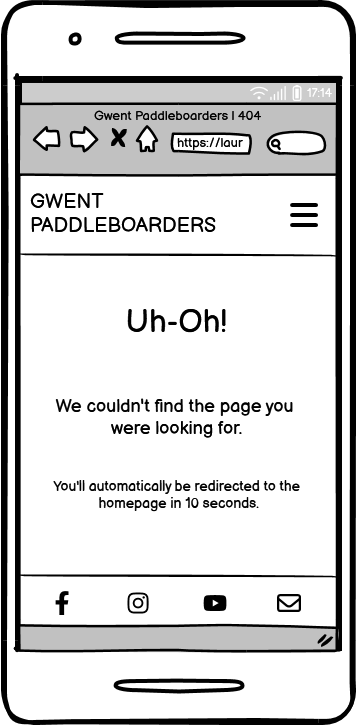 17:14
Gwent Paddleboarders | 404
https://laur
GWENT
PADDLEBOARDERS
Uh-Oh!
We couldn't find the page you
were looking for.
You'll automatically be redirected to the
homepage in 10 seconds.